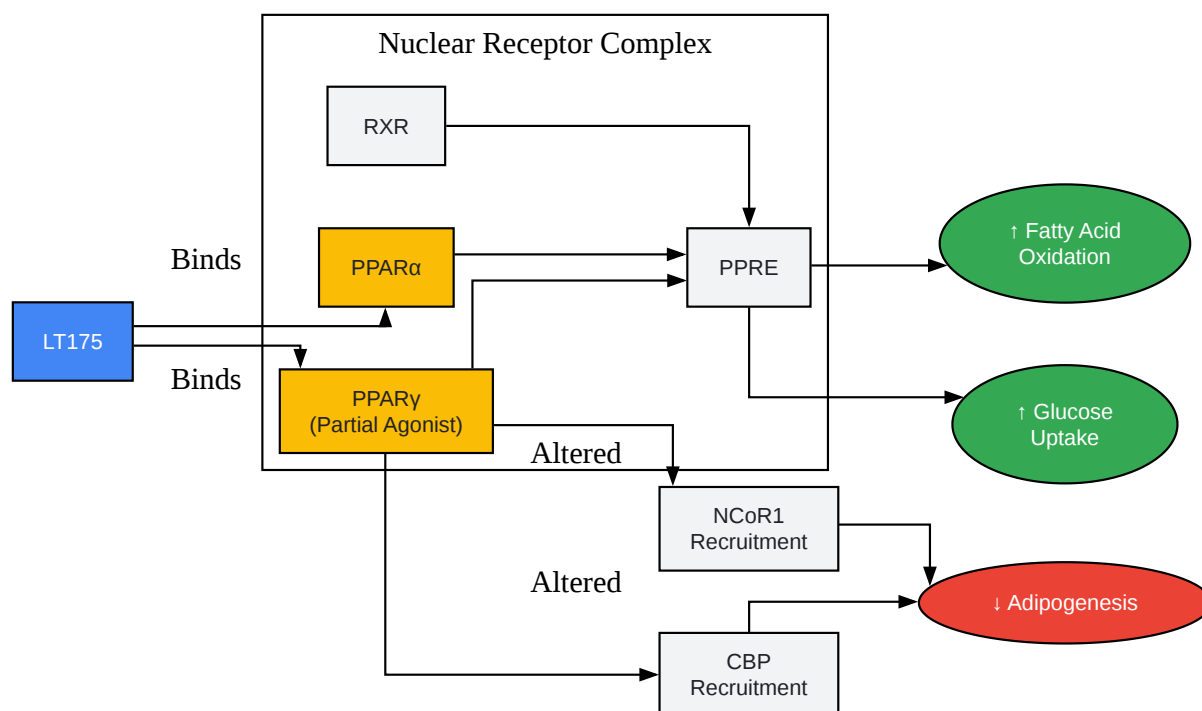 Nuclear Receptor Complex
RXR
Binds
PPARα
PPRE
↑ Fatty Acid
Oxidation
LT175
Binds
PPARγ
(Partial Agonist)
↑ Glucose
Uptake
Altered
NCoR1
Recruitment
Altered
↓ Adipogenesis
CBP
Recruitment